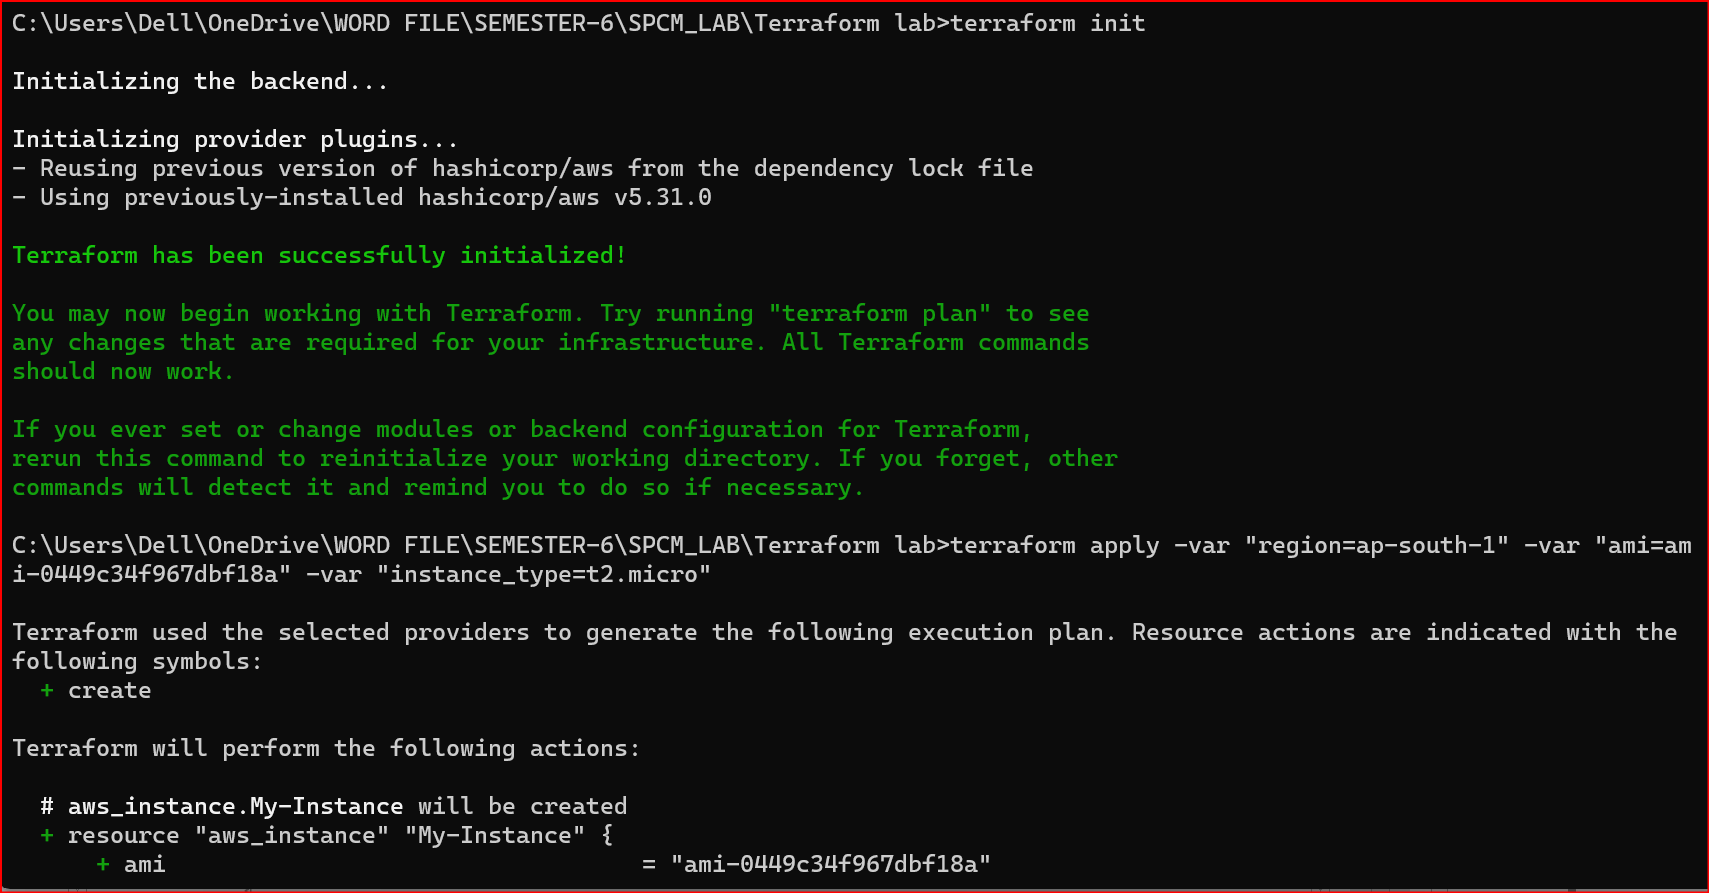 C:\Users\Dell\OneDrive\WORD FILE\SEMESTER-6\SPCM_LAB\Terraform lab>terraform init
Initializing the backend...
Initializing provider plugins...
- Reusing previous version of hashicorp/aws from the dependency lock file
- Using previously-installed hashicorp/aws v5.31.0
Terraform has been successfully initialized!
You may now begin working with Terraform. Try running "terraform plan" to see
any changes that are required for your infrastructure. All Terraform commands
should now work.
If you ever set or change modules or backend configuration for Terraform,
rerun this command to reinitialize your working directory. If you forget, other
commands will detect it and remind you to do so if necessary.
C:\Users\Dell\OneDrive\WORD FILE\SEMESTER-6\SPCM_LAB\Terraform lab>terraform apply -var "region=ap-south-1" -var "ami=am
i-0449c34f967dbf18a" -var "instance_type=t2.micro"
Terraform used the selected providers to generate the following execution plan. Resource actions are indicated with the
following symbols:
  + create
Terraform will perform the following actions:
  # aws_instance.My-Instance will be created
  + resource "aws_instance" "My-Instance" {
      + ami                                  = "ami-0449c34f967dbf18a"